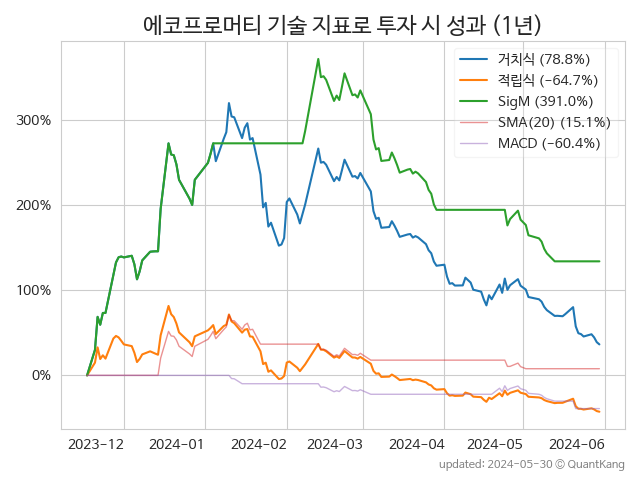 에코프로머티 기술 지표로 투자 시 성과 (1년)
거치식 (78.8%)
적립식 (−64.7%)
SigM (391.0%)
SMA(20) (15.1%)
MACD (−60.4%)
300%
200%
100%
0%
2023-12 2024-01 2024-02 2024-03 2024-04 2024-05 2024-06
updated: 2024-05-30 © QuantKang